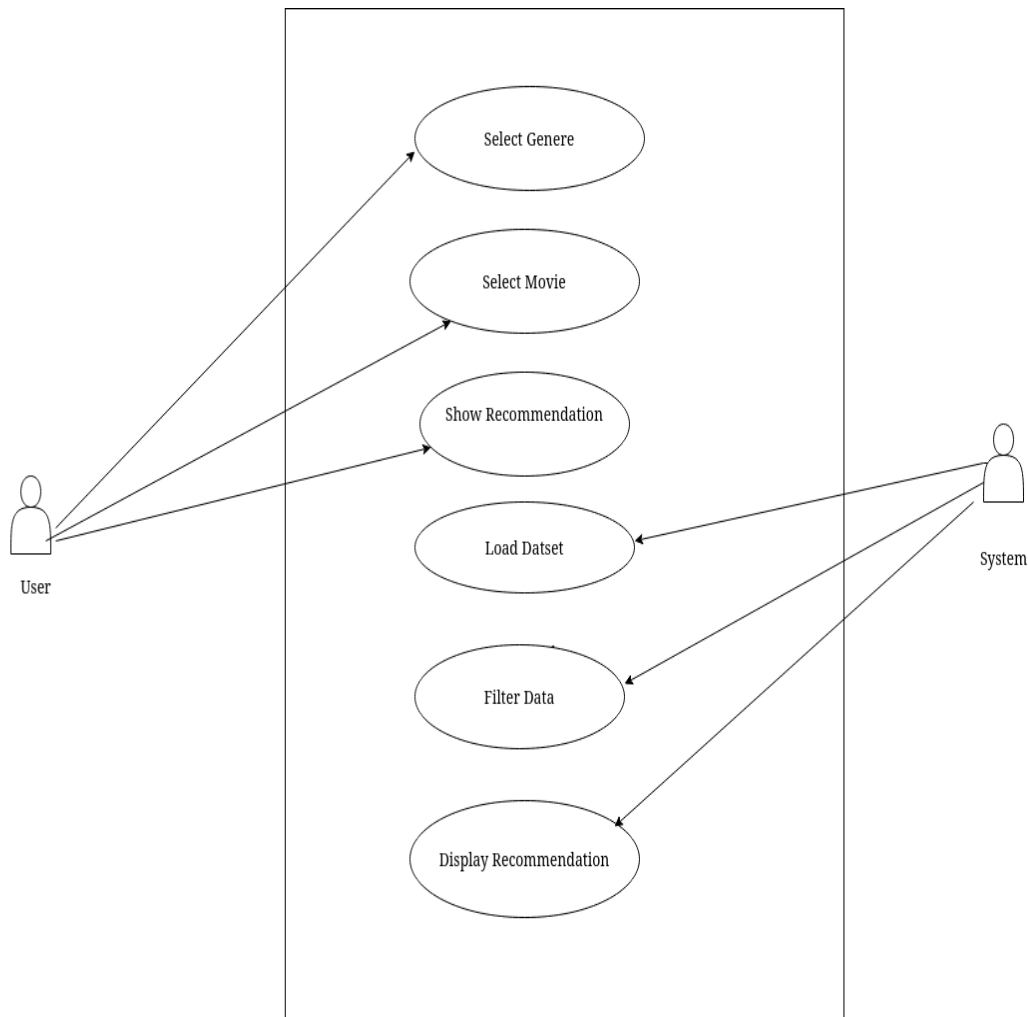 Select Genere
Select Movie
Show Recommendation
Load Datset
User
System
Filter Data
Display Recommendation